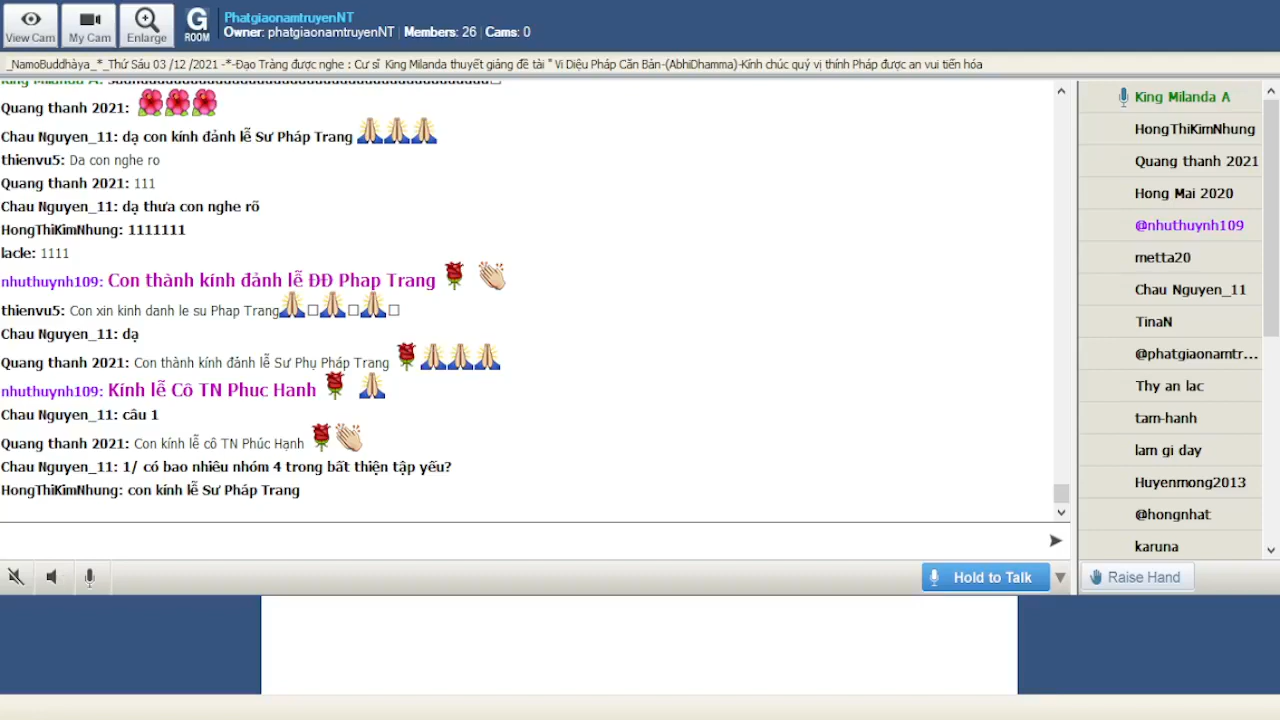 View Cam
My Cam
Enlarge
G
ROOM
PhatgiaonamtruyenNT
Owner: phatgiaonamtruyenNT | Members: 26 | Cams: 0
_NamoBuddhàya_*_Thứ Sáu 03 /12 /2021 -*-Đạo Tràng được nghe : Cư sĩ King Milanda thuyết giảng đề tài " Vi Diệu Pháp Căn Bản-(AbhiDhamma)-Kính chúc quý vị thính Pháp được an vui tiến hóa
Quang thanh 2021:
Chau Nguyen_11: dạ con kính đảnh lễ Sư Pháp Trang
thienvu5: Da con nghe ro
Quang thanh 2021: 111
Chau Nguyen_11: dạ thưa con nghe rõ
HongThiKimNhung: 1111111
lacle: 1111
nhuthuynh109: Con thành kính đảnh lễ ĐĐ Phap Trang
thienvu5: Con xin kinh danh le su Phap Trang
Chau Nguyen_11: dạ
Quang thanh 2021: Con thành kính đảnh lễ Sư Phụ Pháp Trang
nhuthuynh109: Kính lễ Cô TN Phuc Hanh
Chau Nguyen_11: câu 1
Quang thanh 2021: Con kính lễ cô TN Phúc Hạnh
Chau Nguyen_11: 1/ có bao nhiêu nhóm 4 trong bất thiện tập yếu?
HongThiKimNhung: con kính lễ Sư Pháp Trang
Hold to Talk
King Milanda A
HongThiKimNhung
Quang thanh 2021
Hong Mai 2020
@nhuthuynh109
metta20
Chau Nguyen_11
TinaN
@phatgiaonamtr...
Thy an lac
tam-hanh
lam gi day
Huyenmong2013
@hongnhat
karuna
Raise Hand